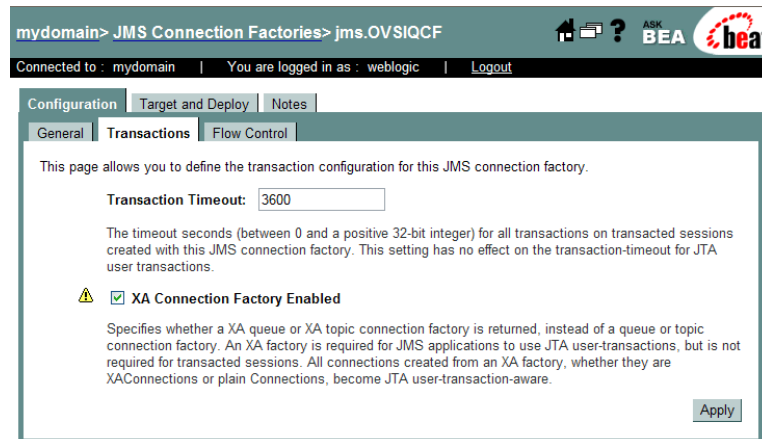 mydomain> JMS Connection Factories> jms.OVSIQCF
? ASK BEA bea
Connected to : mydomain | You are logged in as : weblogic | Logout
Configuration Target and Deploy Notes
General Transactions Flow Control
This page allows you to define the transaction configuration for this JMS connection factory.
Transaction Timeout: 3600
The timeout seconds (between 0 and a positive 32-bit integer) for all transactions on transacted sessions
created with this JMS connection factory. This setting has no effect on the transaction-timeout for JTA
user transactions.
XA Connection Factory Enabled
Specifies whether a XA queue or XA topic connection factory is returned, instead of a queue or topic
connection factory. An XA factory is required for JMS applications to use JTA user-transactions, but is not
required for transacted sessions. All connections created from an XA factory, whether they are
XAConnections or plain Connections, become JTA user-transaction-aware.
Apply